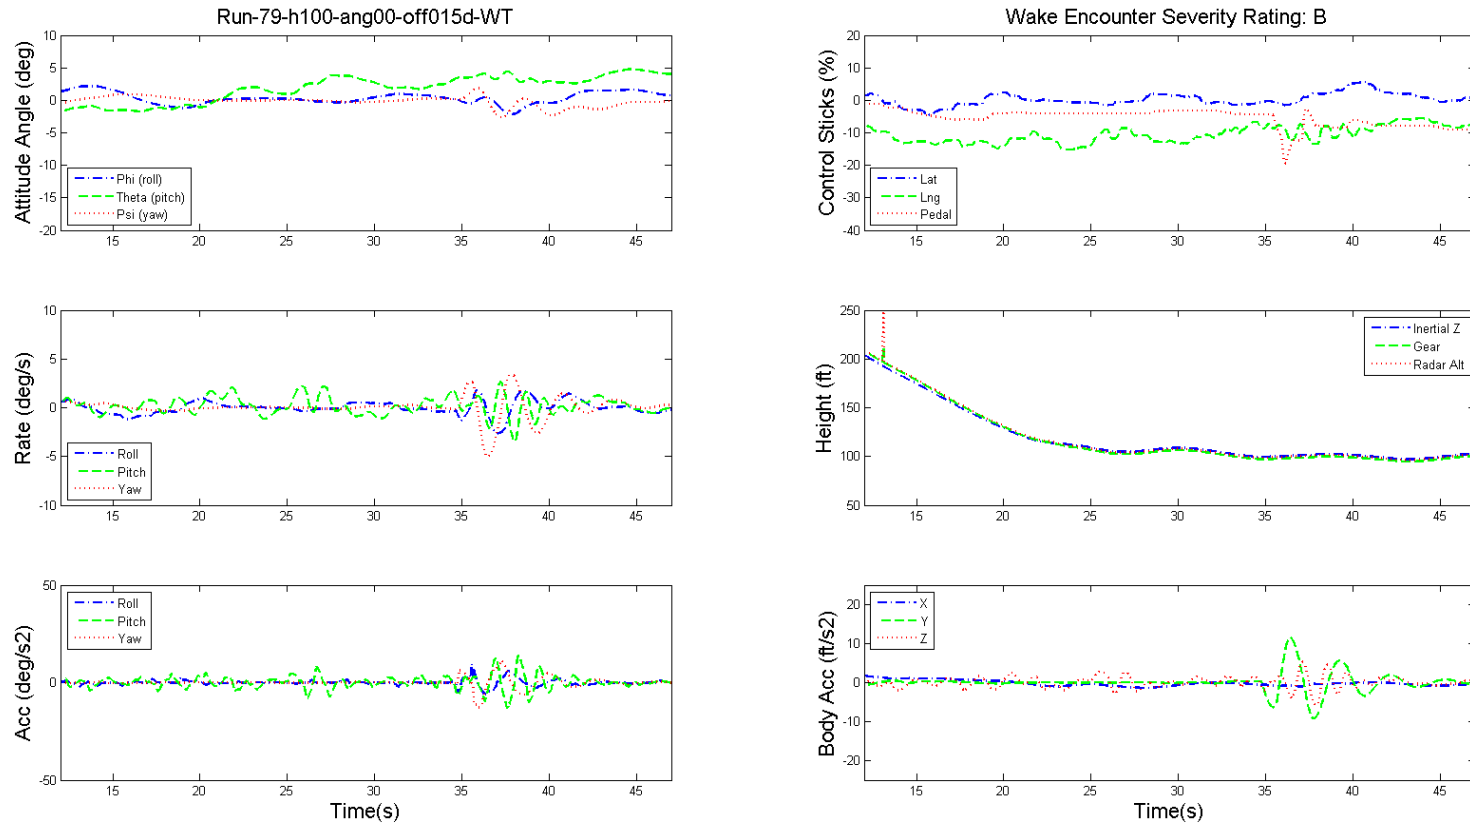 Run-79-h100-ang00-off015d-WT
Attitude Angle (deg)
10
5
0
-5
-10
-15
-20
Phi (roll)
Theta (pitch)
Psi (yaw)
15 20 25 30 35 40 45
Wake Encounter Severity Rating: B
Control Sticks (%)
20
10
0
-10
-20
-30
-40
Lat
Lng
Pedal
15 20 25 30 35 40 45
Rate (deg/s)
10
5
0
-5
-10
Roll
Pitch
Yaw
15 20 25 30 35 40 45
Height (ft)
250
200
150
100
50
Inertial Z
Gear
Radar Alt
15 20 25 30 35 40 45
Acc (deg/s2)
50
0
-50
Roll
Pitch
Yaw
15 20 25 30 35 40 45
Time(s)
Body Acc (ft/s2)
20
10
0
-10
-20
X
Y
Z
15 20 25 30 35 40 45
Time(s)